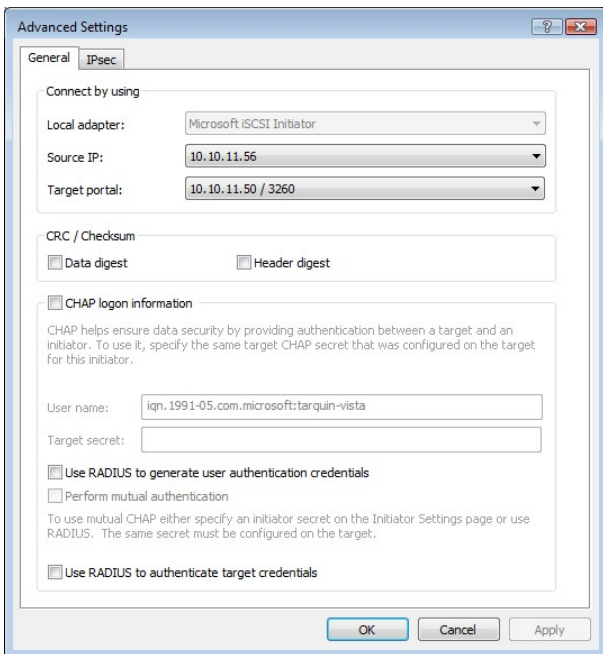 Advanced Settings
General IPsec
Connect by using
Local adapter: Microsoft iSCSI Initiator
Source IP: 10.10.11.56
Target portal: 10.10.11.50 / 3260
CRC / Checksum
Data digest Header digest
CHAP logon information
CHAP helps ensure data security by providing authentication between a target and an
initiator. To use it, specify the same target CHAP secret that was configured on the target
for this initiator.
User name: iqn.1991-05.com.microsoft:tarquin-vista
Target secret:
Use RADIUS to generate user authentication credentials
Perform mutual authentication
To use mutual CHAP either specify an initiator secret on the Initiator Settings page or use
RADIUS. The same secret must be configured on the target.
Use RADIUS to authenticate target credentials
OK Cancel Apply